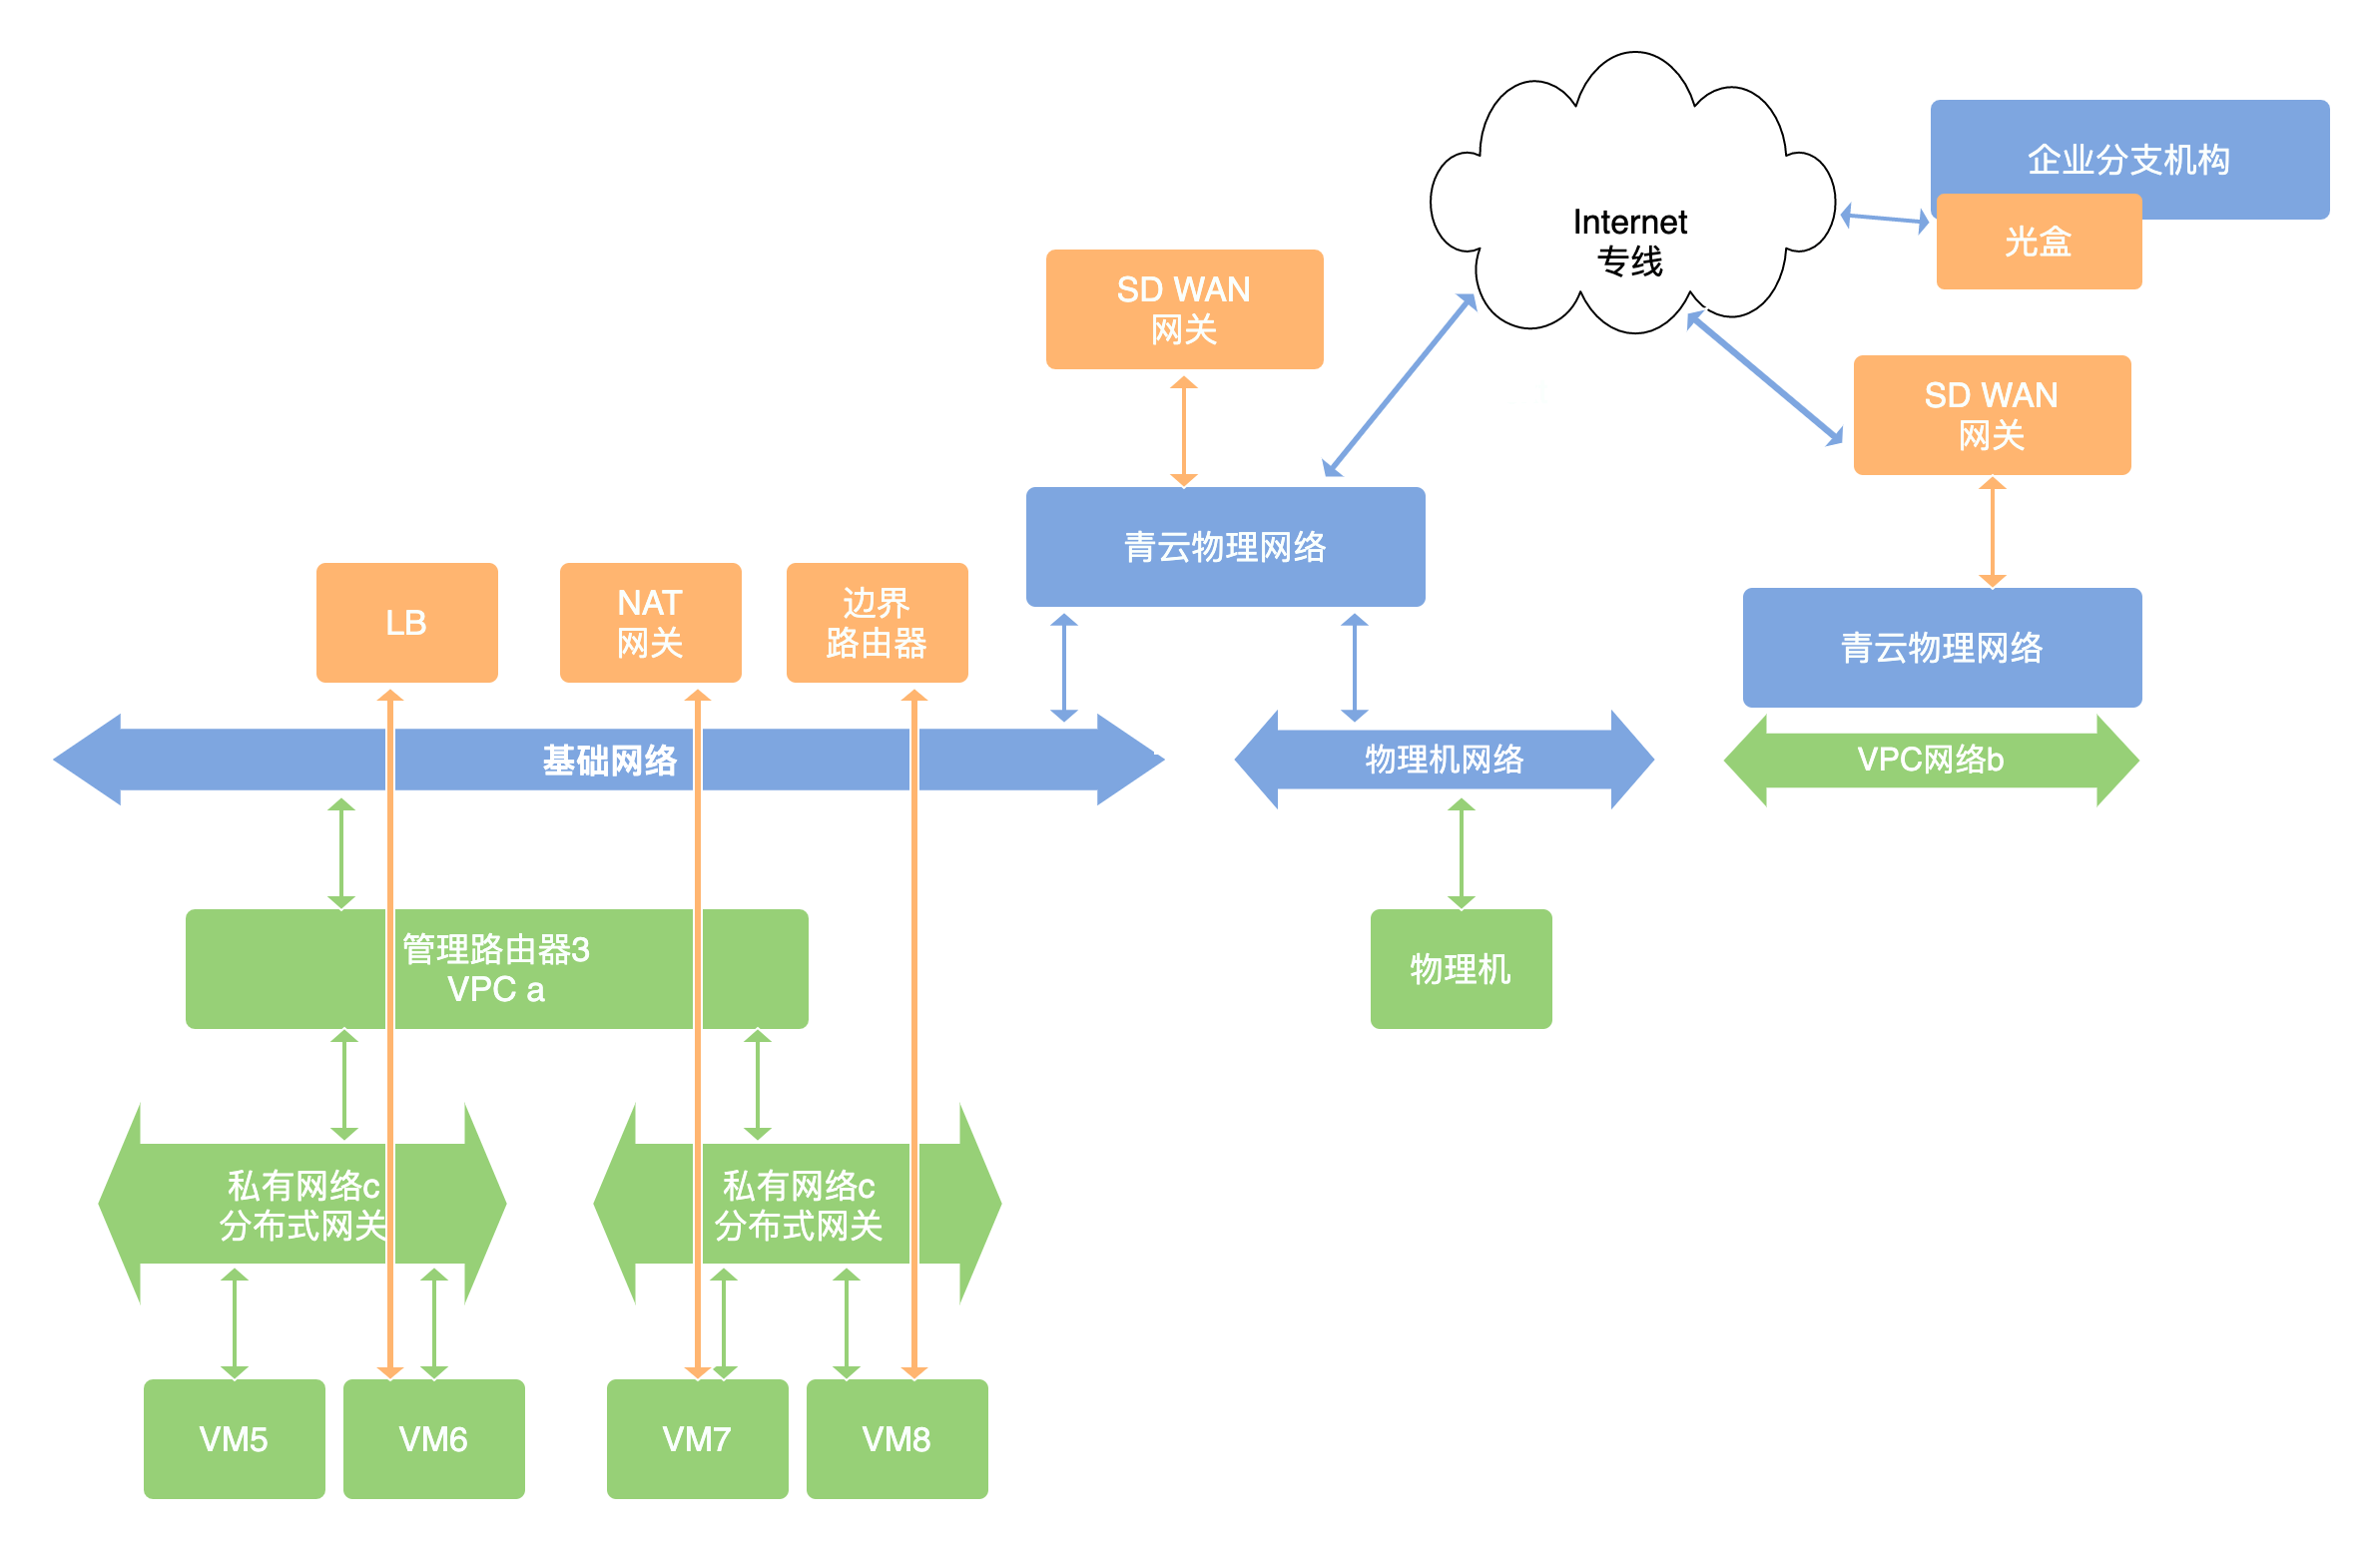 企业分支机构
光盒
Internet
专线
SD WAN
网关
SD WAN
网关
青云物理网络
LB
NAT
网关
边界
路由器
青云物理网络
基础网络
物理机网络
VPC网络b
管理路由器3
VPC a
物理机
私有网络c
分布式网关
私有网络c
分布式网关
VM5
VM6
VM7
VM8